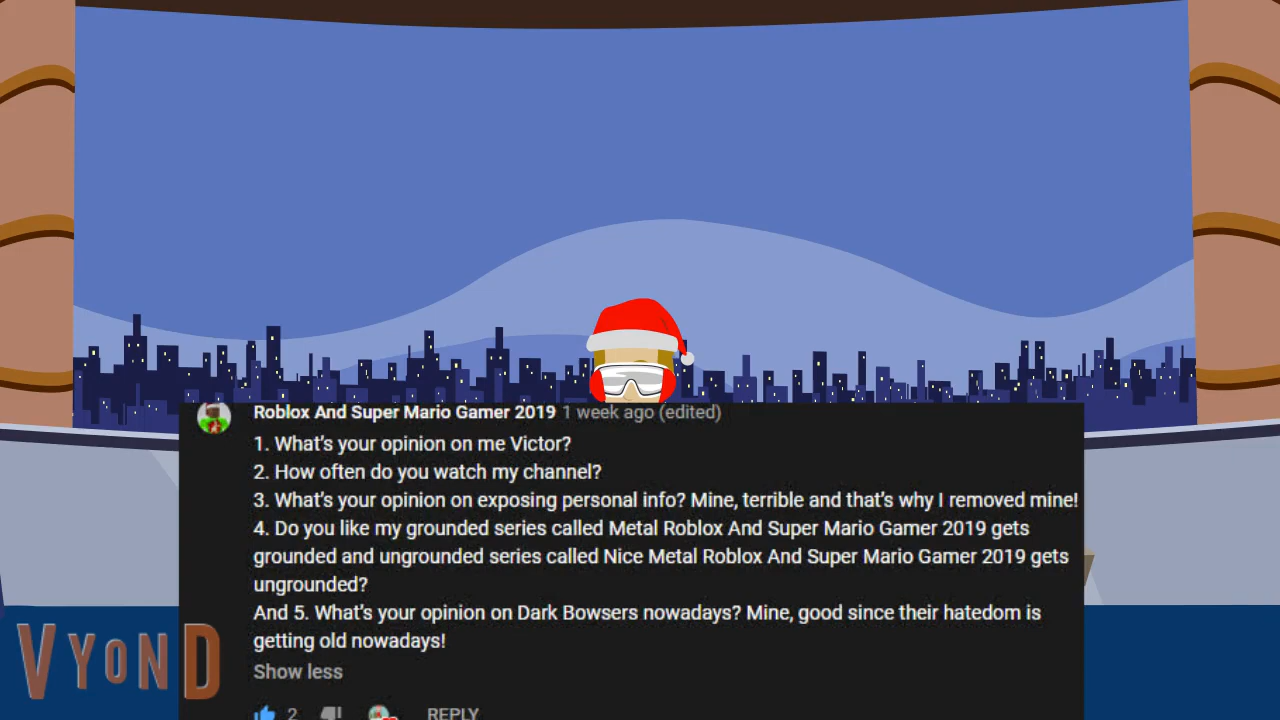 Roblox And Super Mario Gamer 2019 1 week ago (edited)
1. What's your opinion on me Victor?
2. How often do you watch my channel?
3. What's your opinion on exposing personal info? Mine, terrible and that's why I removed mine!
4. Do you like my grounded series called Metal Roblox And Super Mario Gamer 2019 gets
grounded and ungrounded series called Nice Metal Roblox And Super Mario Gamer 2019 gets
ungrounded?
And 5. What's your opinion on Dark Bowsers nowadays? Mine, good since their hatedom is
getting old nowadays!
Show less
2 REPLY
VYOND